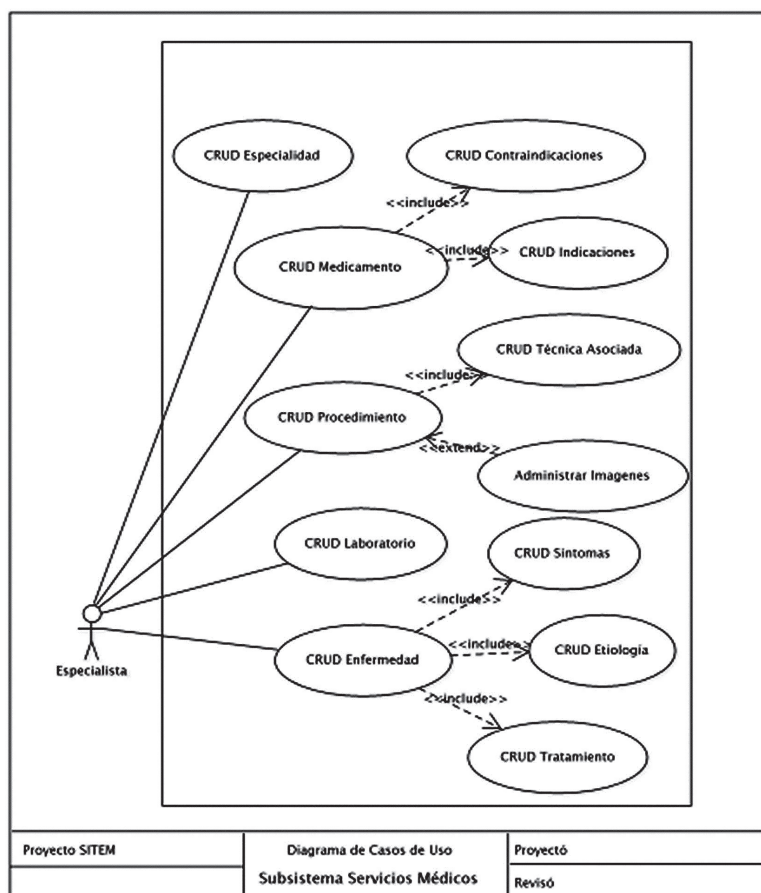 CRUD Especialidad
CRUD Contraindicaciones
<<include>>
CRUD Medicamento
<<include>>
CRUD Indicaciones
CRUD Técnica Asociada
<<include>>
CRUD Procedimiento
<<extend>>
Administrar Imagenes
CRUD Laboratorio
CRUD Sintomas
<<include>>
CRUD Enfermedad
<<include>>
CRUD Etiología
<<include>>
CRUD Tratamiento
Especialista
Proyecto SITEM
Diagrama de Casos de Uso
Subsistema Servicios Médicos
Proyectó
Revisó